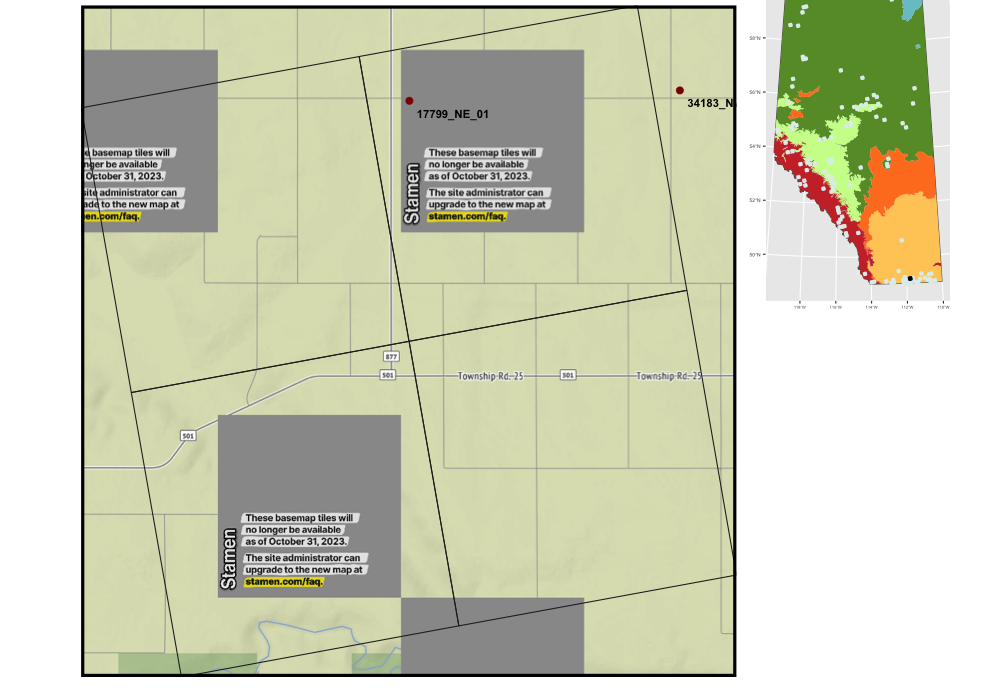 17799_NE_01
34183_N
n basemap tiles will
nger be available
October 31, 2023.
site administrator can
ade to the new map at
en.com/faq.
Stamen
These basemap tiles will
no longer be available
as of October 31, 2023.
The site administrator can
upgrade to the new map at
stamen.com/faq.
877
501
Township Rd. 25
501
Township Rd. 25
501
Stamen
These basemap tiles will
no longer be available
as of October 31, 2023.
The site administrator can
upgrade to the new map at
stamen.com/faq.
58°N
56°N
54°N
52°N
50°N
118°W
116°W
114°W
112°W
110°W